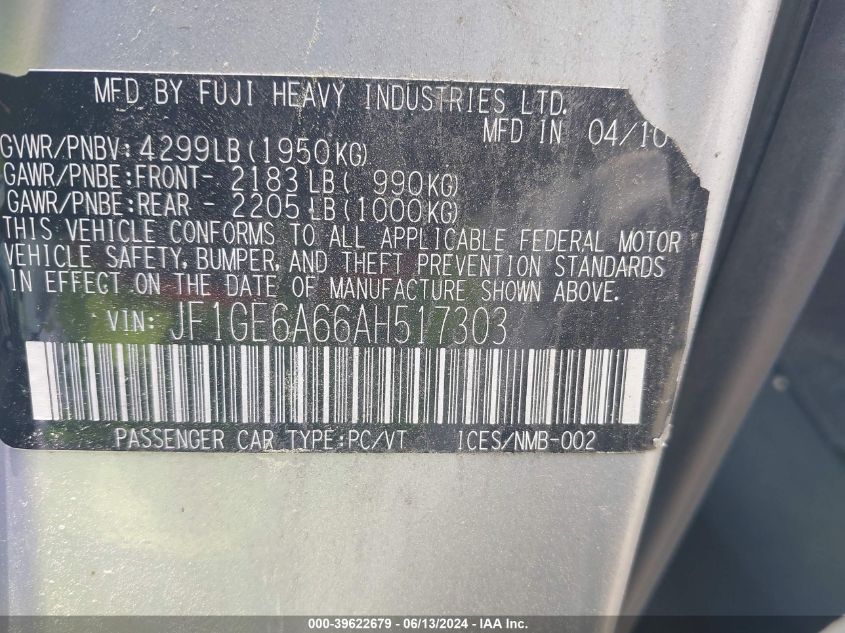 MFD BY FUJI HEAVY INDUSTRIES LTD.
MFD IN 04/10
GVWR/PNBV:4299LB(1950KG)
GAWR/PNBE:FRONT- 2183LB( 990KG)
GAWR/PNBE:REAR - 2205LB(1000KG)
THIS VEHICLE CONFORMS TO ALL APPLICABLE FEDERAL MOTOR
VEHICLE SAFETY, BUMPER, AND THEFT PREVENTION STANDARDS
IN EFFECT ON THE DATE OF MANUFACTURE SHOWN ABOVE.
VIN: JF1GE6A66AH517303
PASSENGER CAR TYPE:PC/VT ICES/NMB-002
000-39622679 - 06/13/2024 - IAA Inc.